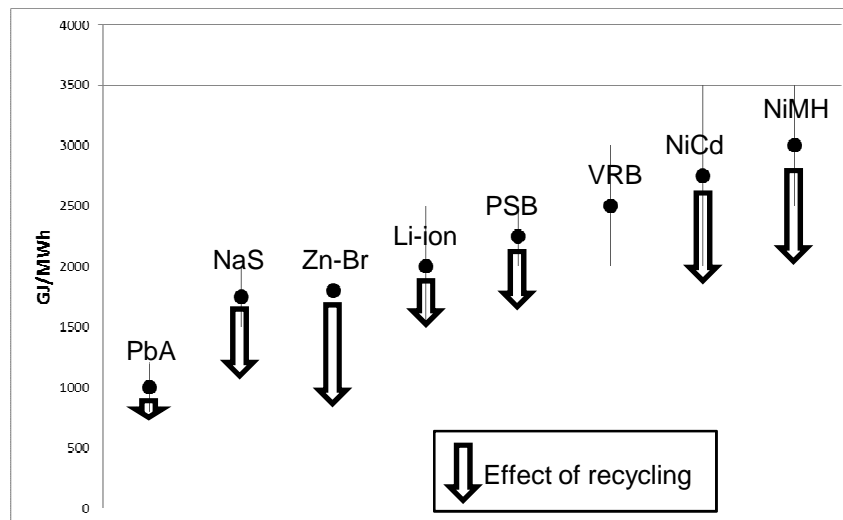 4000
3500
3000
2500
2000
1500
1000
500
0
GJ/MWh
PbA
NaS
Zn-Br
Li-ion
PSB
VRB
NiCd
NiMH
Effect of recycling